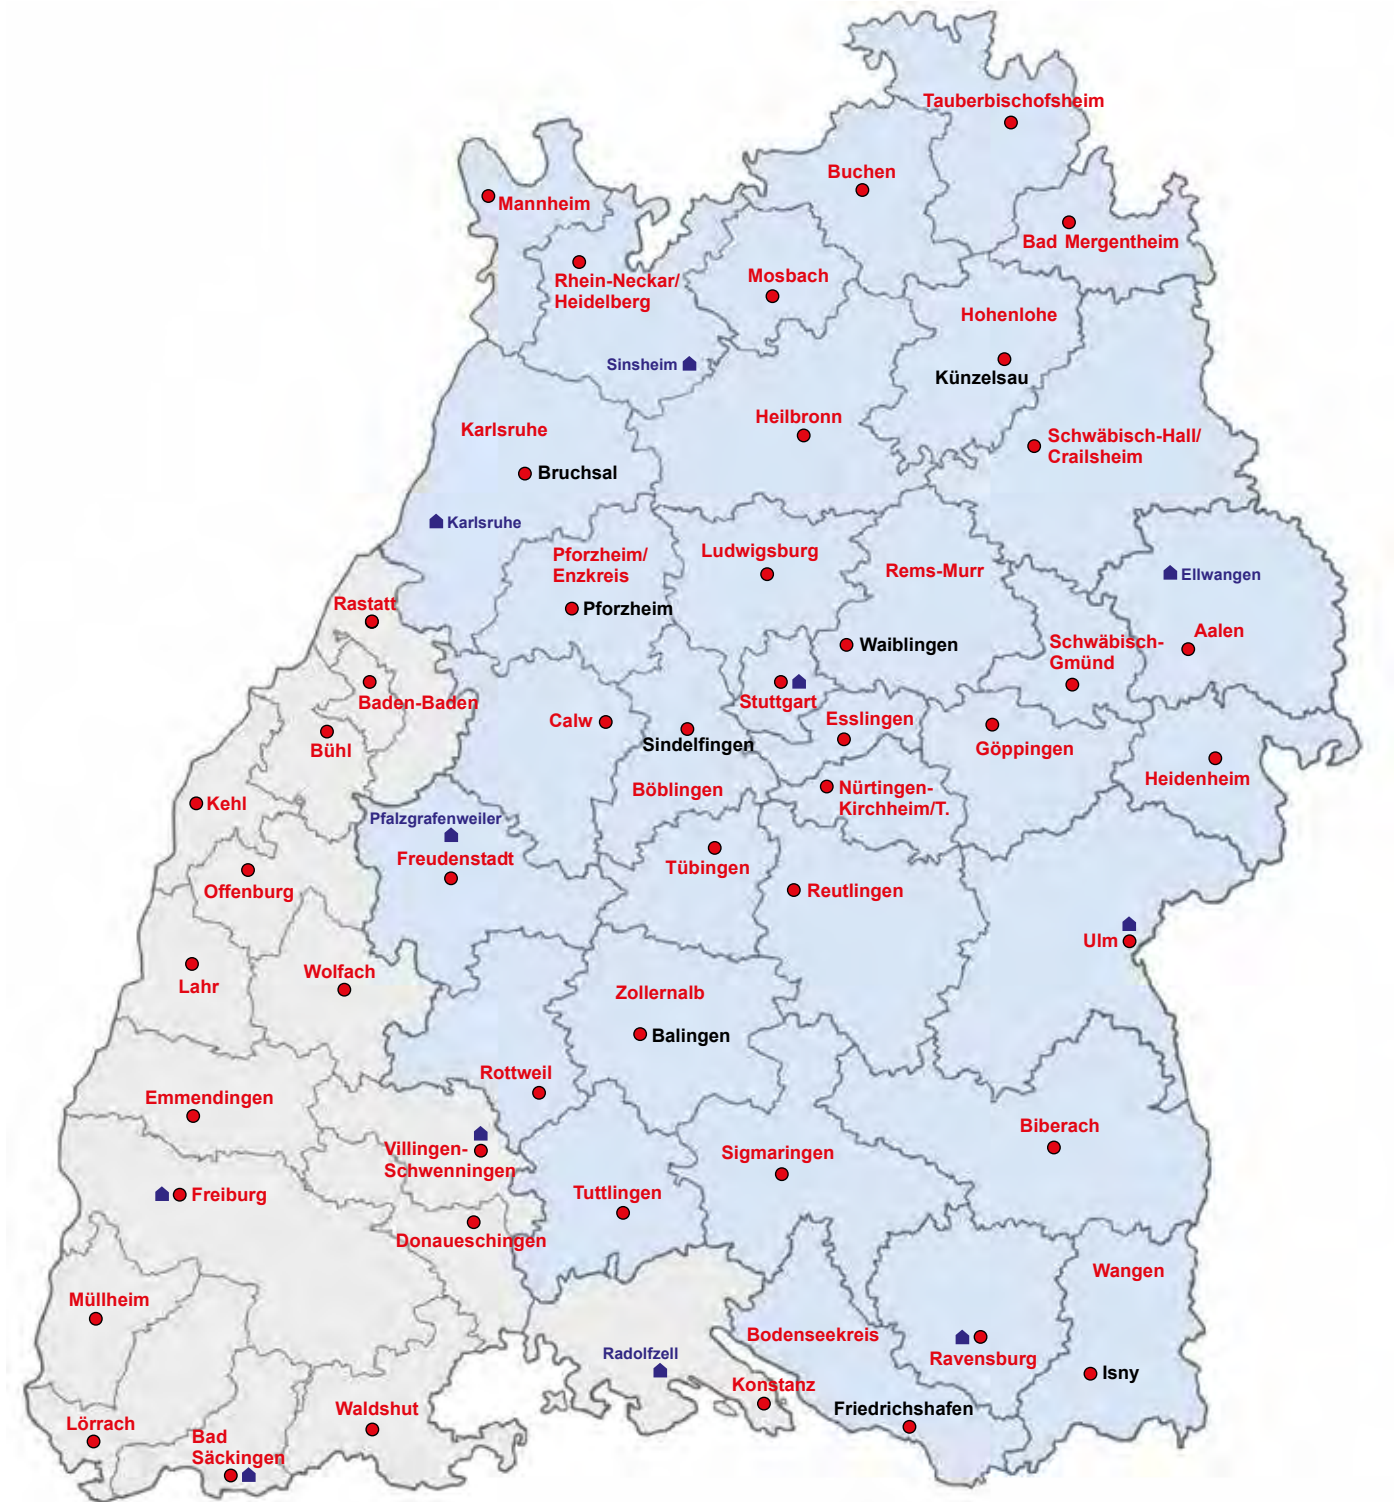 Tauberbischofsheim
Buchen
Mannheim
Bad Mergentheim
Rhein-Neckar/
Heidelberg
Mosbach
Hohenlohe
Sinsheim
Künzelsau
Heilbronn
Karlsruhe
Schwäbisch-Hall/
Crailsheim
Bruchsal
Karlsruhe
Pforzheim/
Enzkreis
Ludwigsburg
Rems-Murr
Ellwangen
Rastatt
Pforzheim
Waiblingen
Schwäbisch-
Gmünd
Aalen
Baden-Baden
Stuttgart
Calw
Esslingen
Bühl
Sindelfingen
Göppingen
Heidenheim
Böblingen
Nürtingen-
Kirchheim/T.
Kehl
Pfalzgrafenweiler
Freudenstadt
Tübingen
Offenburg
Reutlingen
Ulm
Wolfach
Lahr
Zollernalb
Balingen
Rottweil
Emmendingen
Biberach
Villingen-
Schwenningen
Sigmaringen
Freiburg
Tuttlingen
Donaueschingen
Wangen
Müllheim
Bodenseekreis
Radolfzell
Ravensburg
Isny
Konstanz
Waldshut
Friedrichshafen
Lörrach
Bad
Säckingen